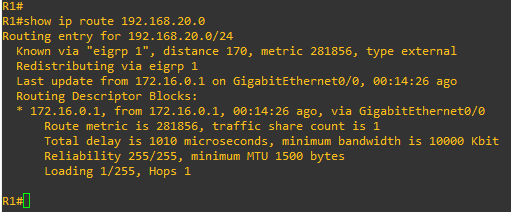 R1#
R1#show ip route 192.168.20.0
Routing entry for 192.168.20.0/24
Known via "eigrp 1", distance 170, metric 281856, type external
Redistributing via eigrp 1
Last update from 172.16.0.1 on GigabitEthernet0/0, 00:14:26 ago
Routing Descriptor Blocks:
* 172.16.0.1, from 172.16.0.1, 00:14:26 ago, via GigabitEthernet0/0
Route metric is 281856, traffic share count is 1
Total delay is 1010 microseconds, minimum bandwidth is 10000 Kbit
Reliability 255/255, minimum MTU 1500 bytes
Loading 1/255, Hops 1
R1#